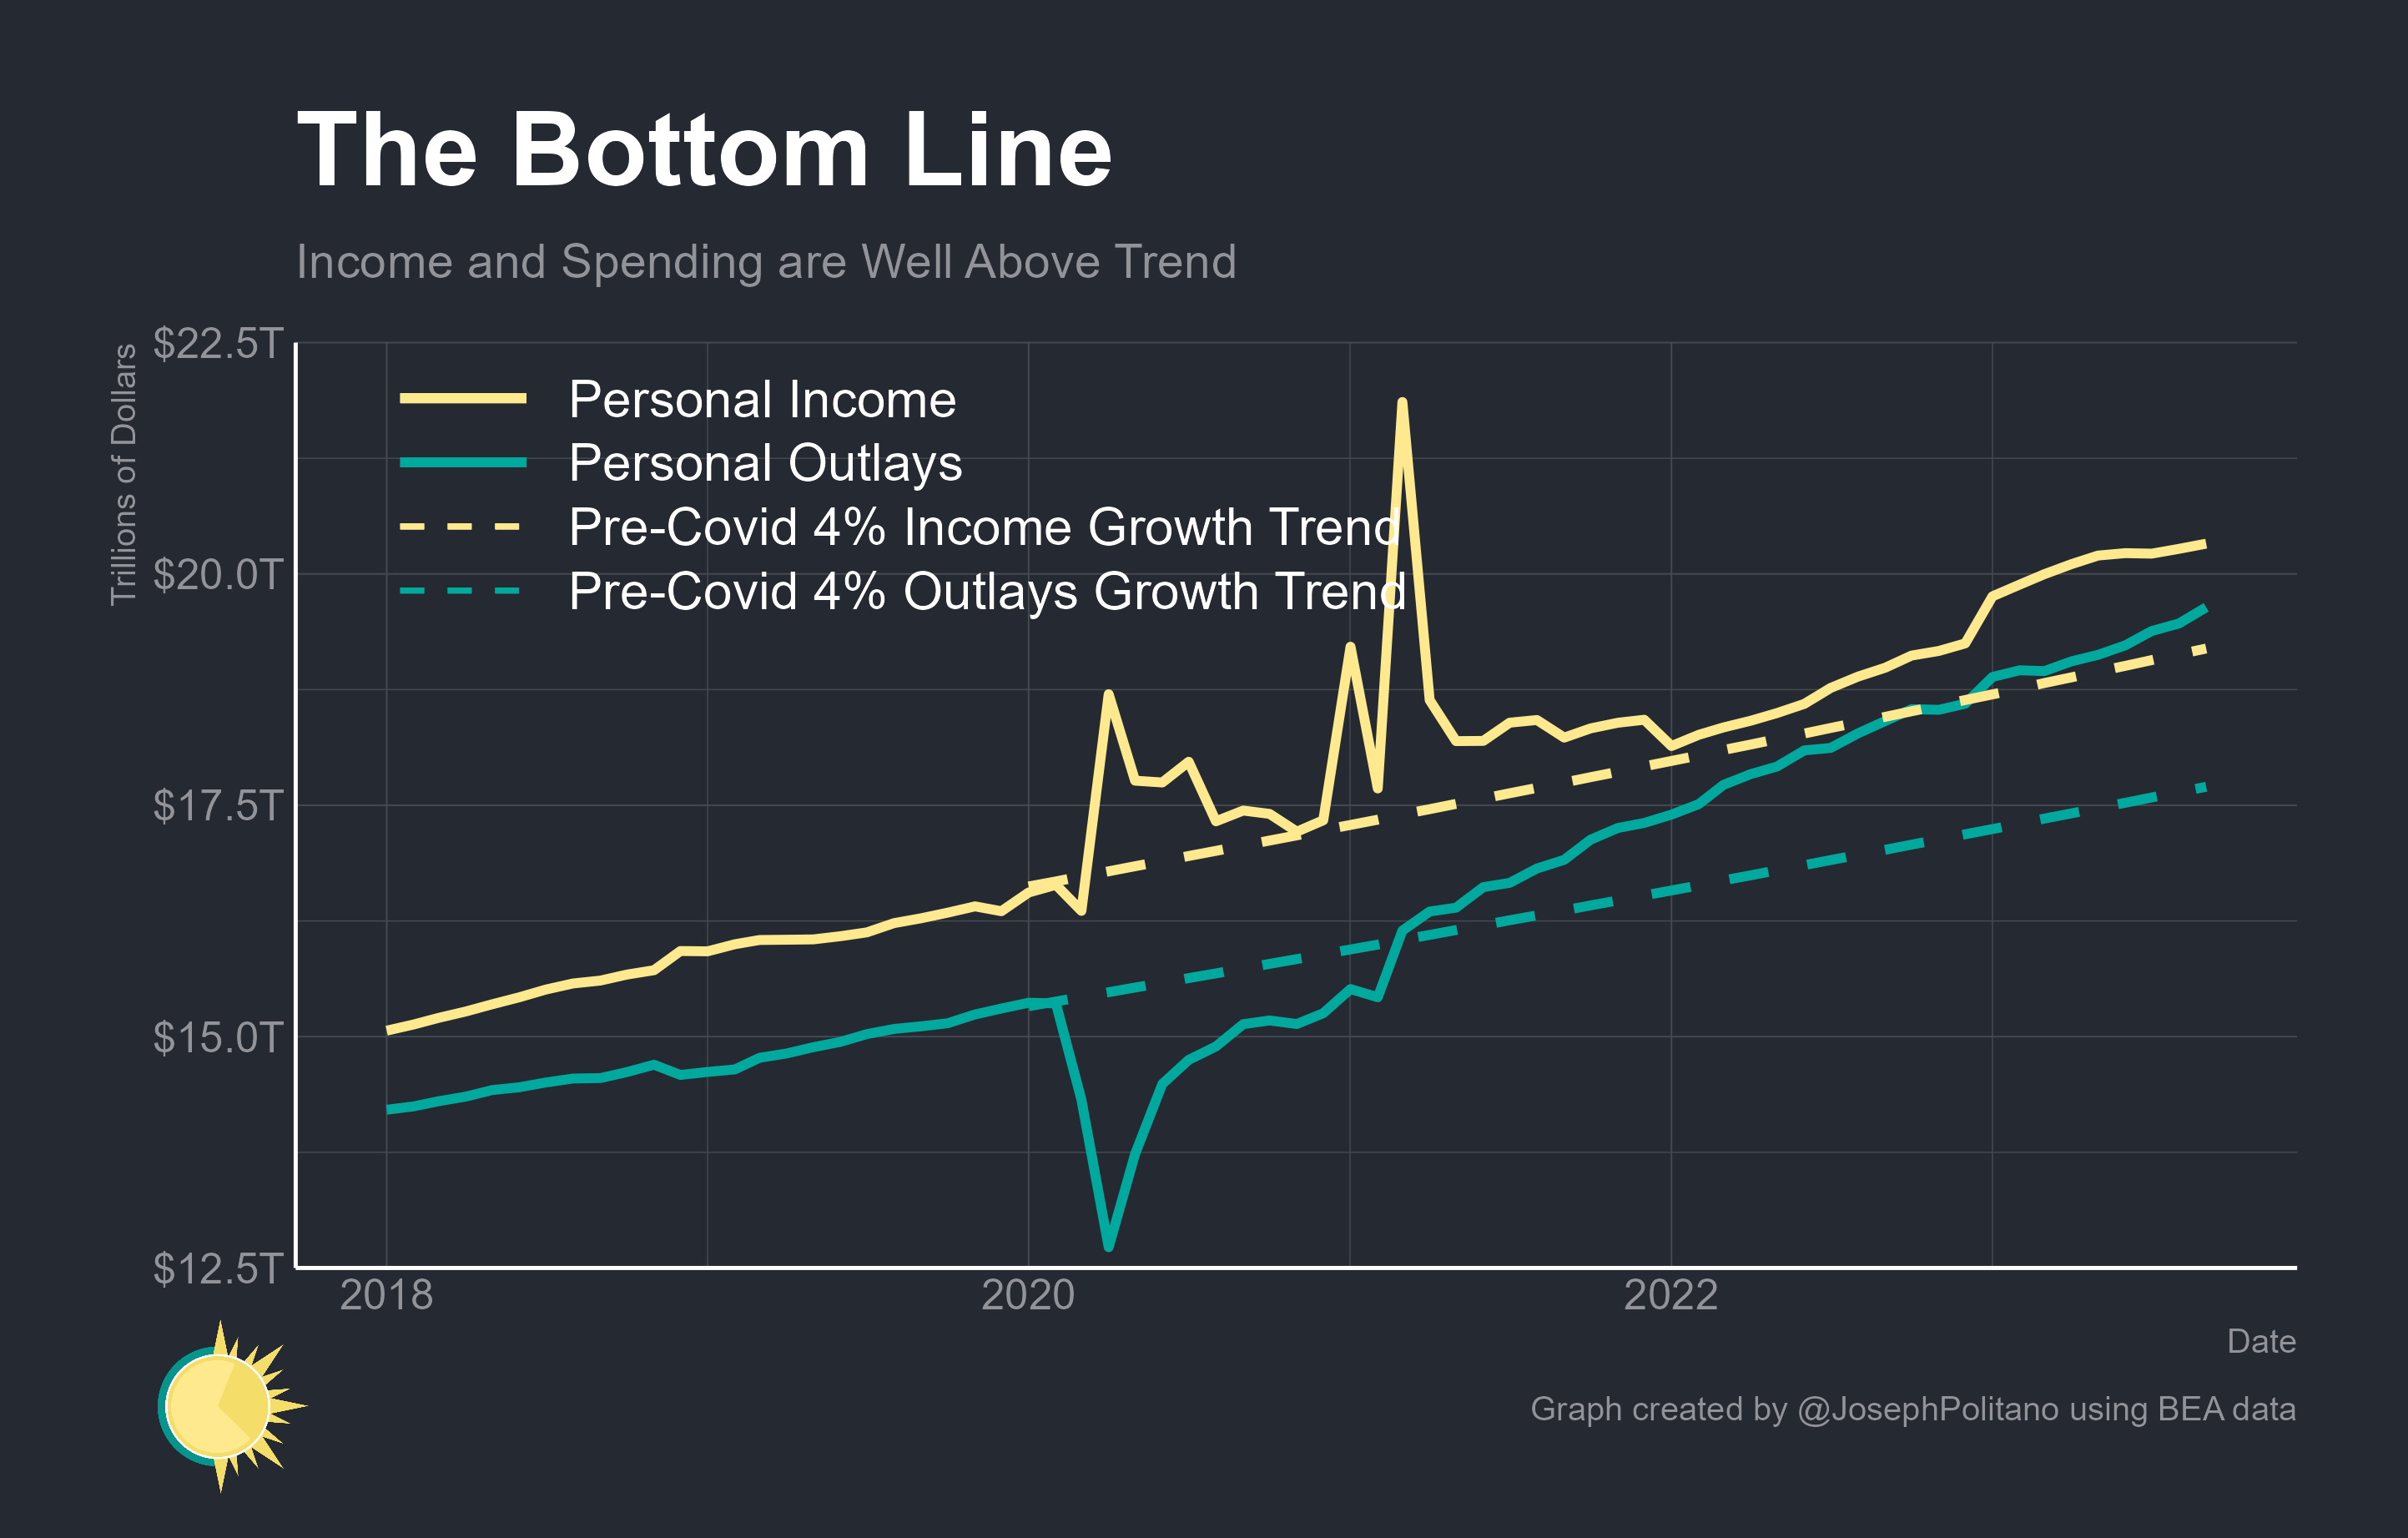 The Bottom Line
Income and Spending are Well Above Trend
Trillions of Dollars
$22.5T
$20.0T
$17.5T
$15.0T
$12.5T
Personal Income
Personal Outlays
Pre-Covid 4% Income Growth Trend
Pre-Covid 4% Outlays Growth Trend
2018
2020
2022
Date
Graph created by @JosephPolitano using BEA data